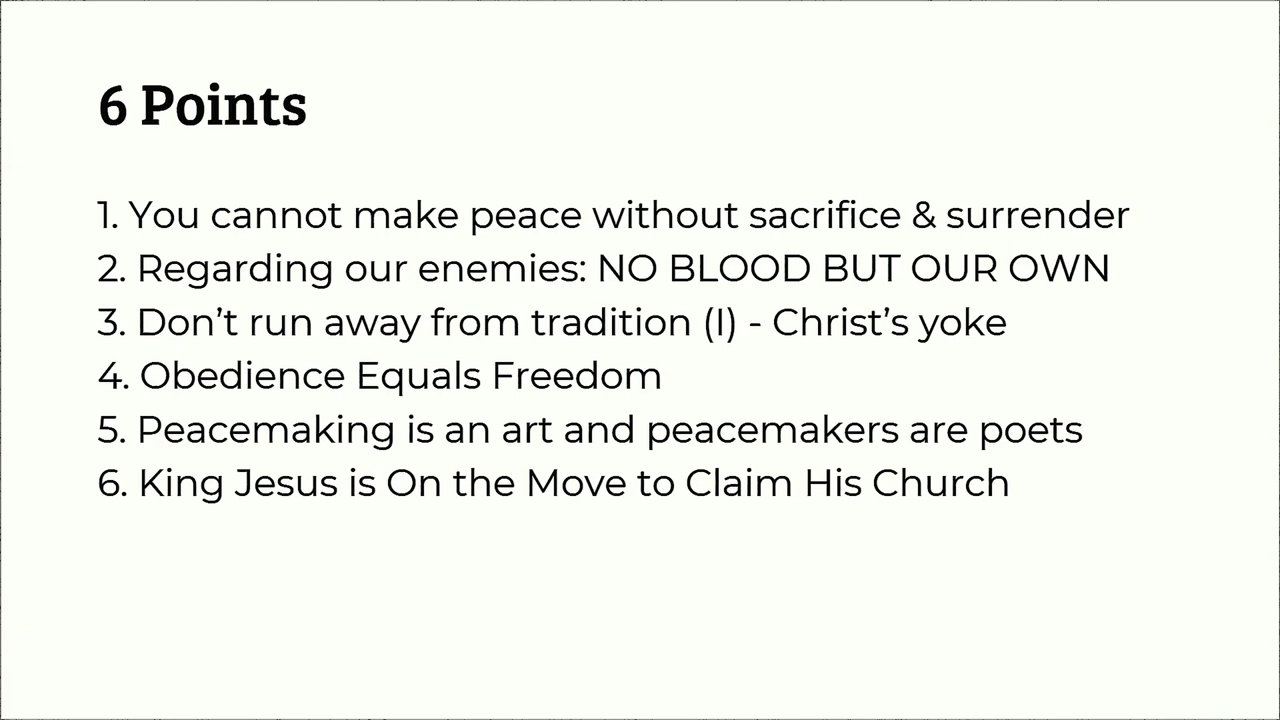 6 Points
1. You cannot make peace without sacrifice & surrender
2. Regarding our enemies: NO BLOOD BUT OUR OWN
3. Don’t run away from tradition (I) - Christ’s yoke
4. Obedience Equals Freedom
5. Peacemaking is an art and peacemakers are poets
6. King Jesus is On the Move to Claim His Church